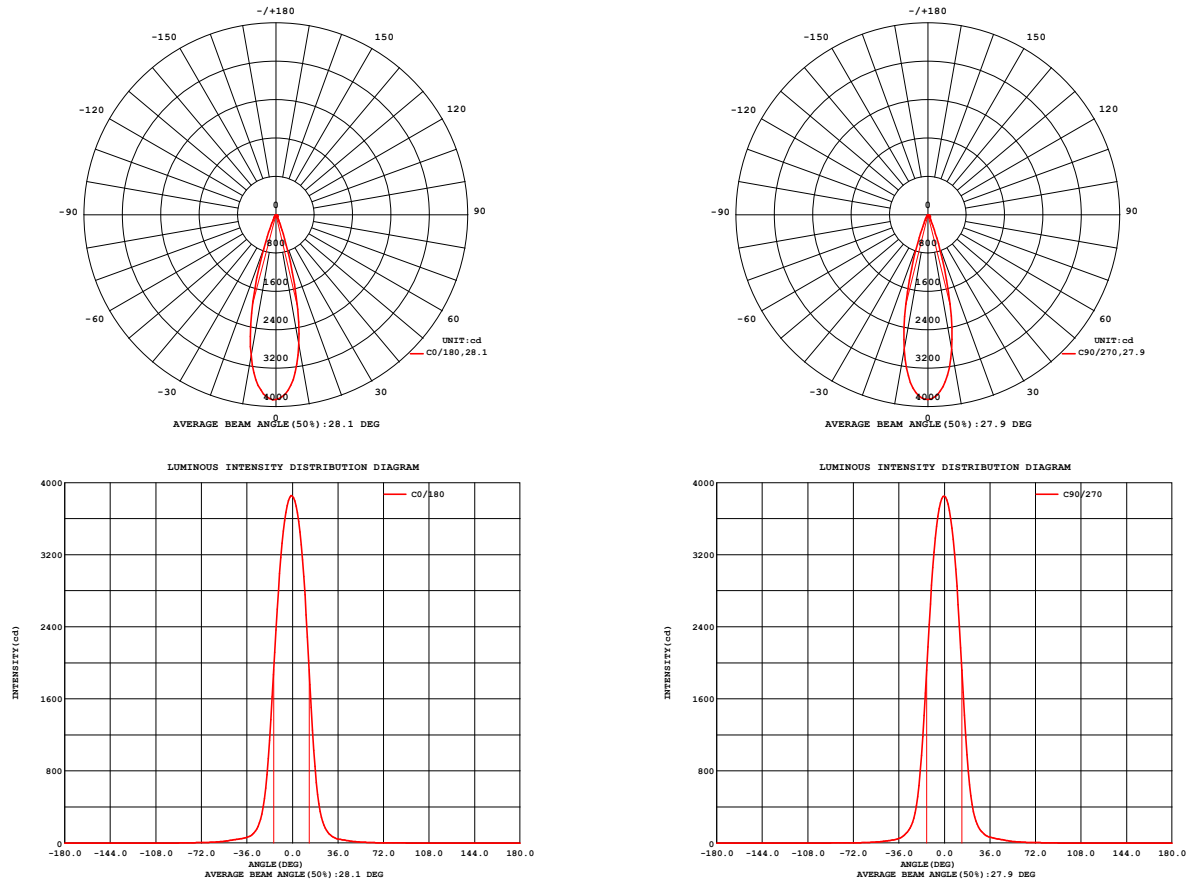 -/+180
-150
150
-120
120
-90
90
-60
60
-30
30
0
0
800
1600
2400
3200
4000
UNIT:cd
C0/180,28.1
AVERAGE BEAM ANGLE(50%):28.1 DEG
-/+180
-150
150
-120
120
-90
90
-60
60
-30
30
0
0
800
1600
2400
3200
4000
UNIT:cd
C90/270,27.9
AVERAGE BEAM ANGLE(50%):27.9 DEG
LUMINOUS INTENSITY DISTRIBUTION DIAGRAM
C0/180
INTENSITY(cd)
4000
3200
2400
1600
800
0
-180.0 -144.0 -108.0 -72.0 -36.0 0.0 36.0 72.0 108.0 144.0 180.0
ANGLE(DEG)
AVERAGE BEAM ANGLE(50%):28.1 DEG
LUMINOUS INTENSITY DISTRIBUTION DIAGRAM
C90/270
INTENSITY(cd)
4000
3200
2400
1600
800
0
-180.0 -144.0 -108.0 -72.0 -36.0 0.0 36.0 72.0 108.0 144.0 180.0
ANGLE(DEG)
AVERAGE BEAM ANGLE(50%):27.9 DEG